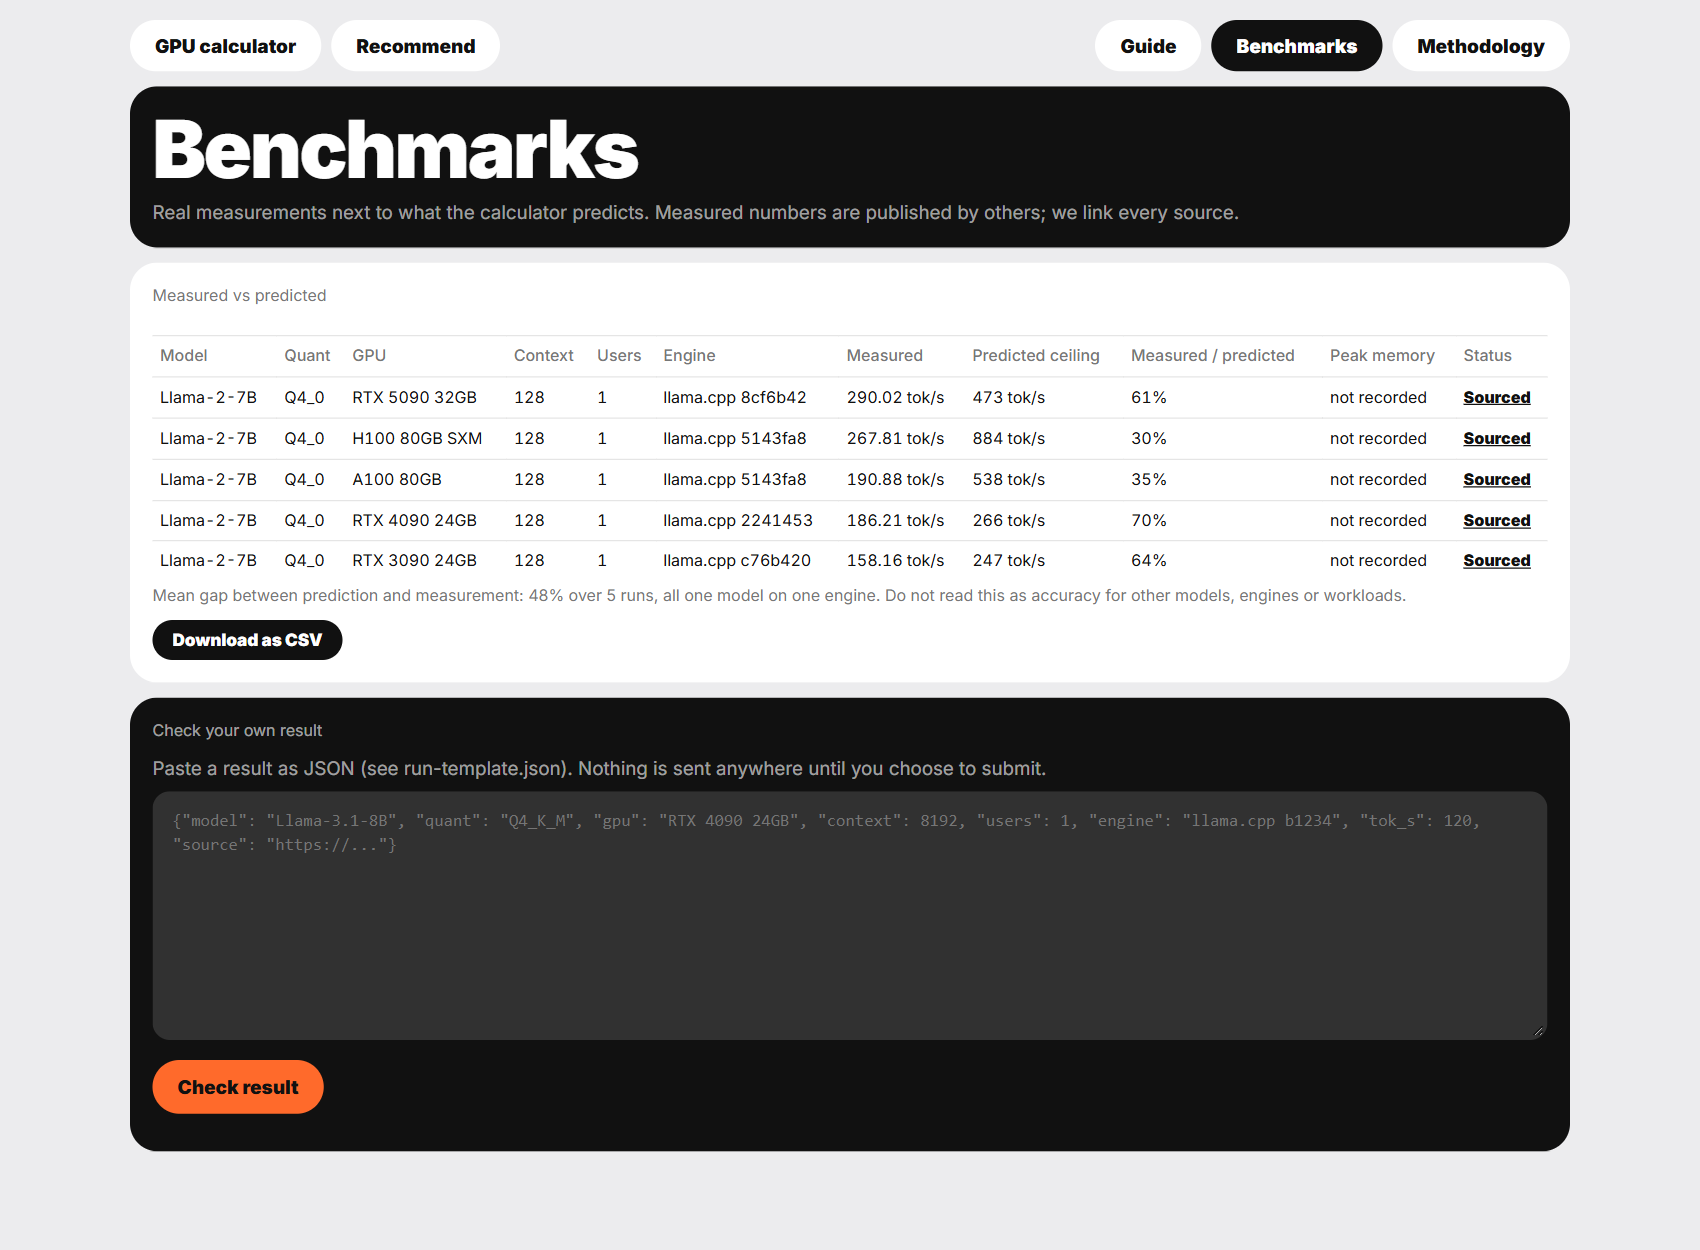 GPU calculator Recommend Guide Benchmarks Methodology
Benchmarks
Real measurements next to what the calculator predicts. Measured numbers are published by others; we link every source.
Measured vs predicted
Model Quant GPU Context Users Engine Measured Predicted ceiling Measured / predicted Peak memory Status
Llama-2-7B Q4_0 RTX 5090 32GB 128 1 llama.cpp 8cf6b42 290.02 tok/s 473 tok/s 61% not recorded Sourced
Llama-2-7B Q4_0 H100 80GB SXM 128 1 llama.cpp 5143fa8 267.81 tok/s 884 tok/s 30% not recorded Sourced
Llama-2-7B Q4_0 A100 80GB 128 1 llama.cpp 5143fa8 190.88 tok/s 538 tok/s 35% not recorded Sourced
Llama-2-7B Q4_0 RTX 4090 24GB 128 1 llama.cpp 2241453 186.21 tok/s 266 tok/s 70% not recorded Sourced
Llama-2-7B Q4_0 RTX 3090 24GB 128 1 llama.cpp c76b420 158.16 tok/s 247 tok/s 64% not recorded Sourced
Mean gap between prediction and measurement: 48% over 5 runs, all one model on one engine. Do not read this as accuracy for other models, engines or workloads.
Download as CSV
Check your own result
Paste a result as JSON (see run-template.json). Nothing is sent anywhere until you choose to submit.
{"model": "Llama-3.1-8B", "quant": "Q4_K_M", "gpu": "RTX 4090 24GB", "context": 8192, "users": 1, "engine": "llama.cpp b1234", "tok_s": 120,
"source": "https://..."}
Check result